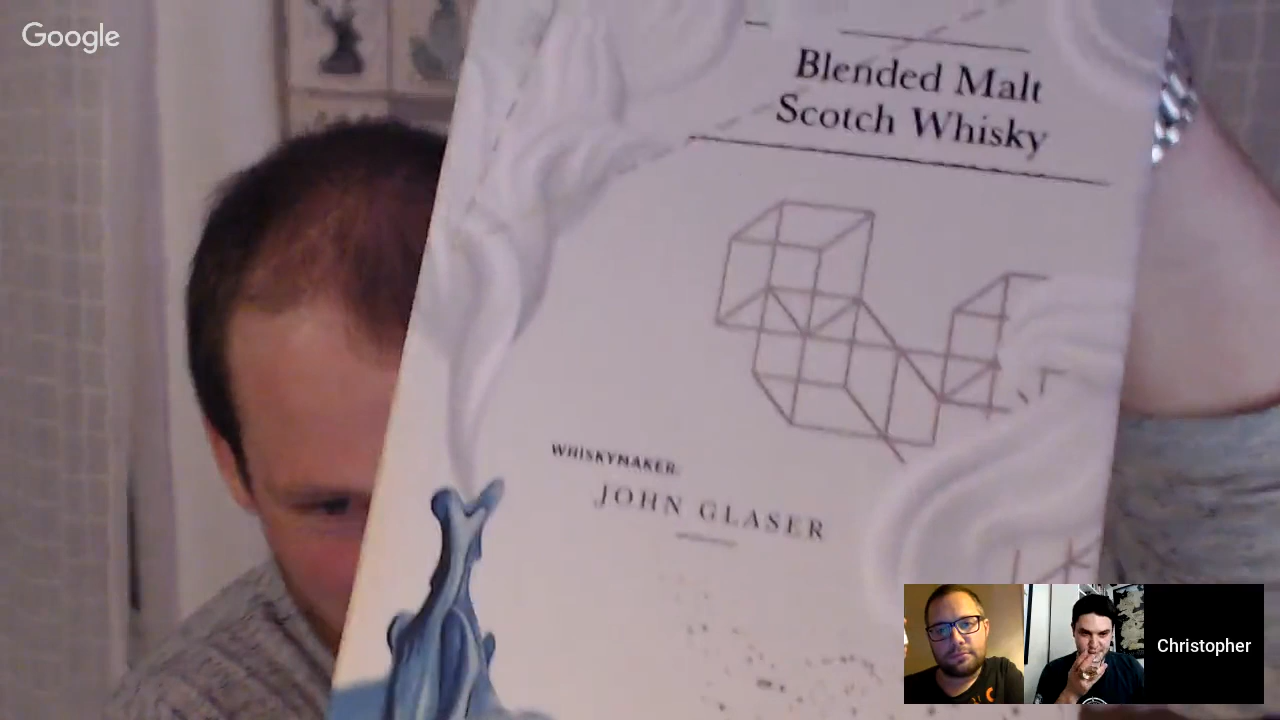 Google
Blended Malt
Scotch Whisky
WHISKYMAKER
JOHN GLASER
Christopher